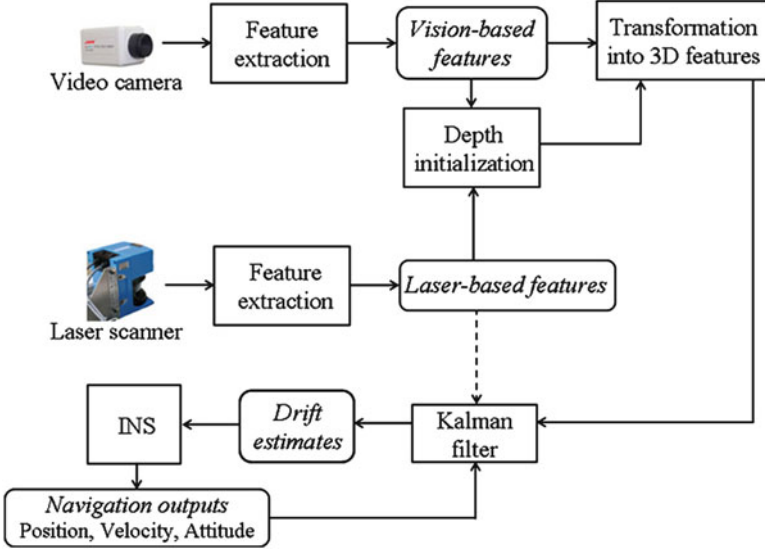 Video camera
Feature
extraction
Vision-based
features
Transformation
into 3D features
Depth
initialization
Laser scanner
Feature
extraction
Laser-based features
INS
Drift
estimates
Kalman
filter
Navigation outputs
Position, Velocity, Attitude